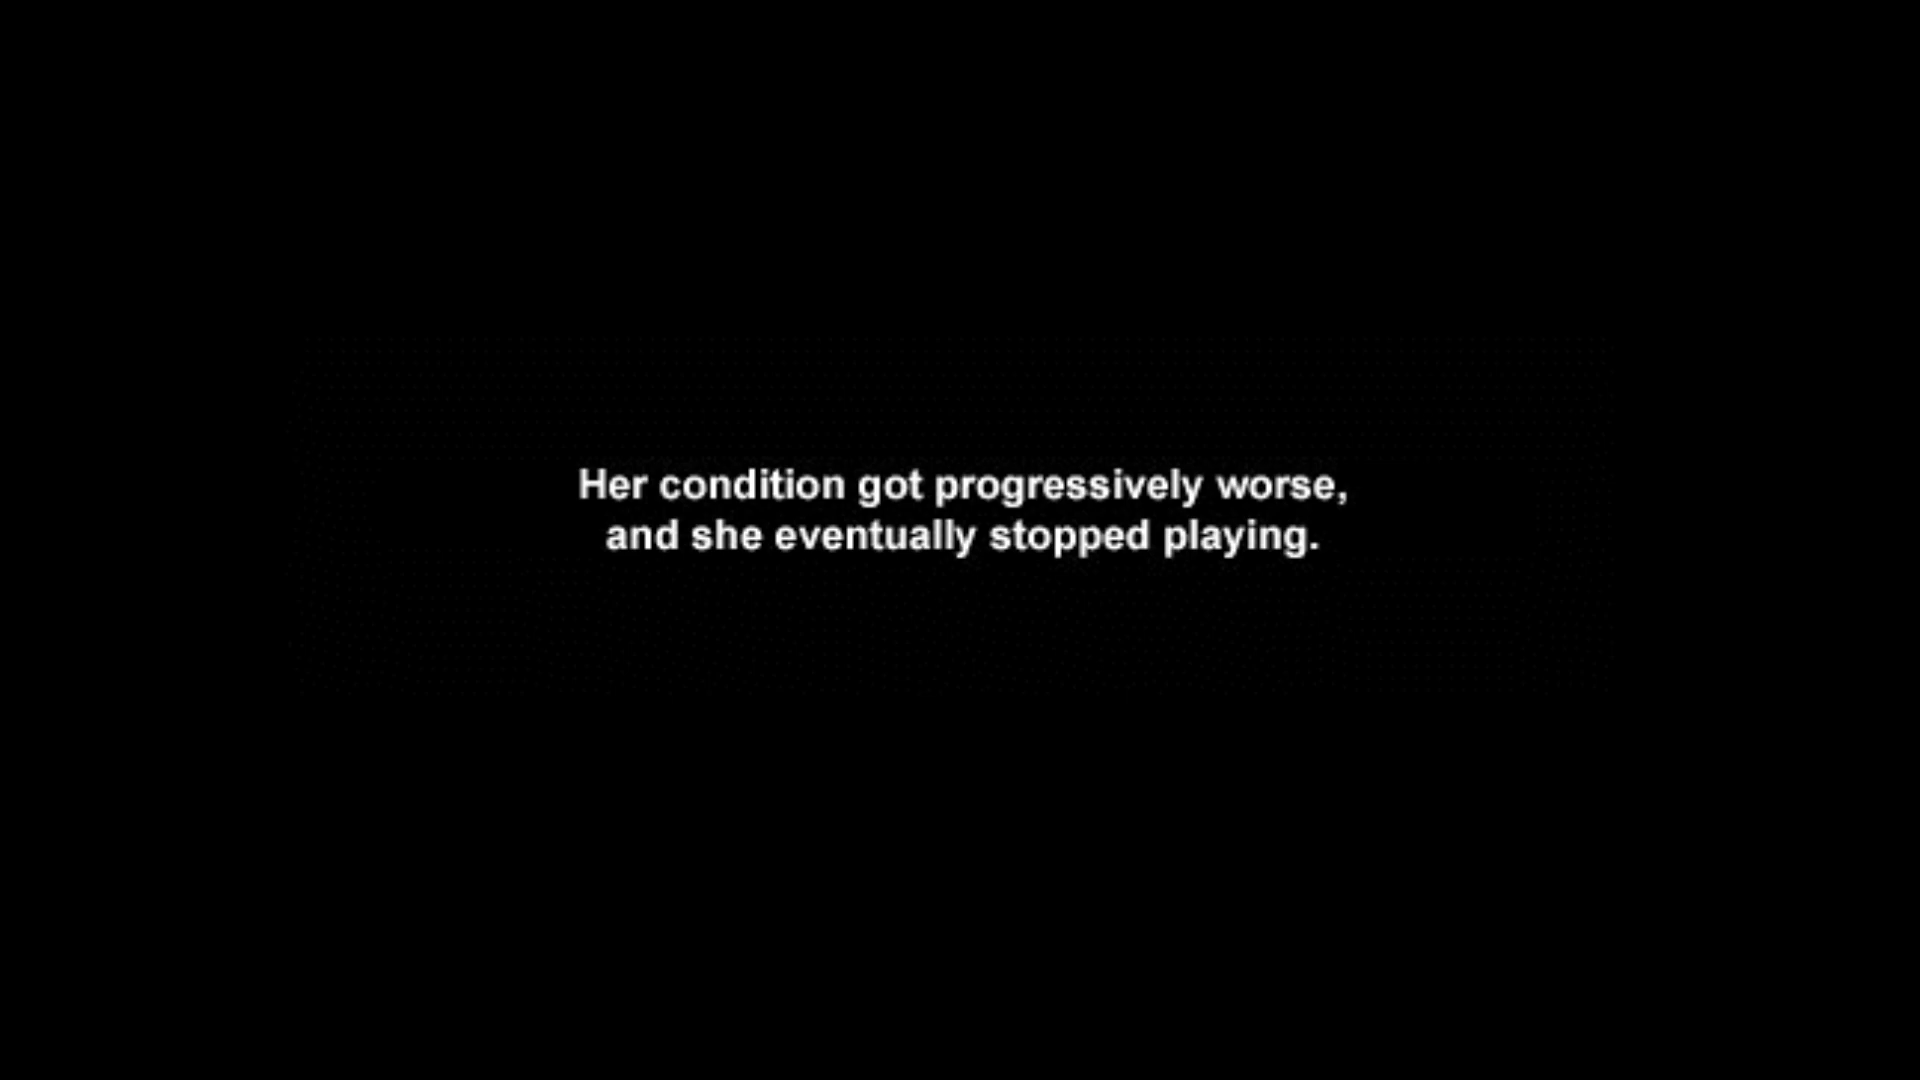 Her condition got progressively worse,
and she eventually stopped playing.